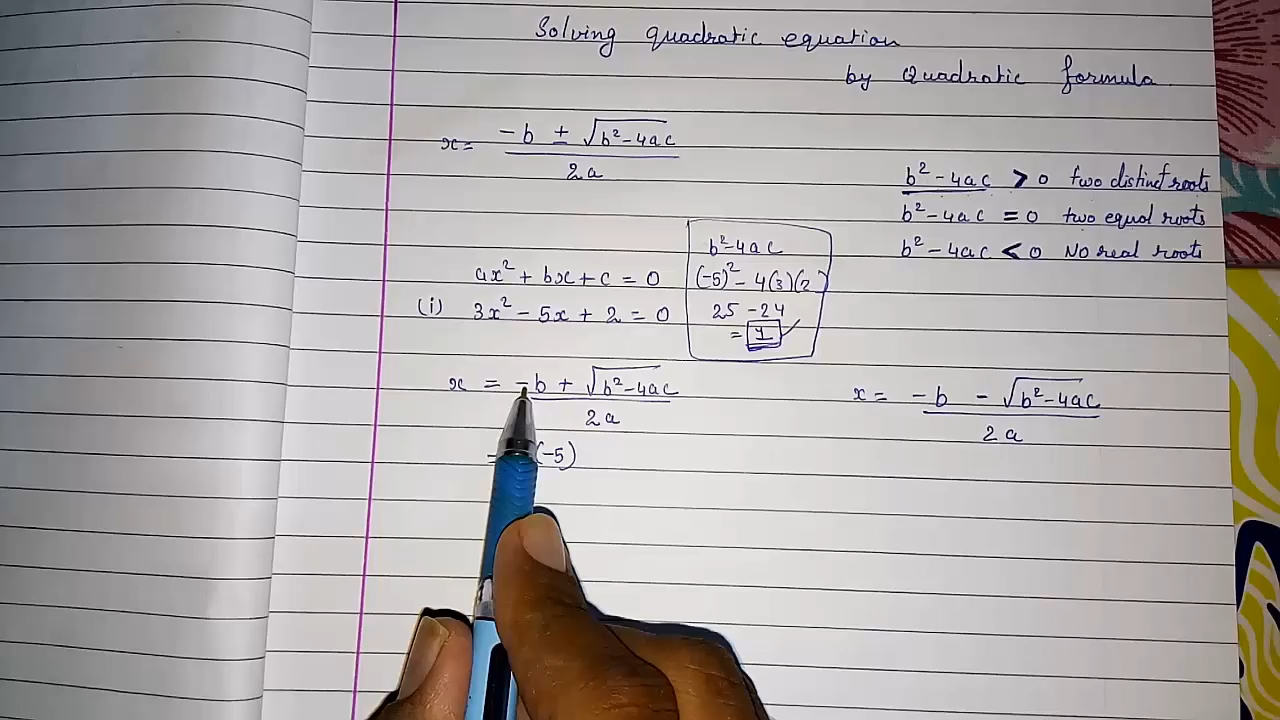 Solving quadratic equation
by Quadratic formula
x = -b ± √b²-4ac
2a
b² - 4ac > 0 two distinct roots
b² - 4ac = 0 two equal roots
b² - 4ac < 0 No real roots
b²-4ac
(-5)² - 4(3)(2)
25 - 24
= 1 ✓
ax² + bx + c = 0
(i) 3x² - 5x + 2 = 0
x = -b + √b²-4ac
2a
(-5)
x = -b - √b²-4ac
2a